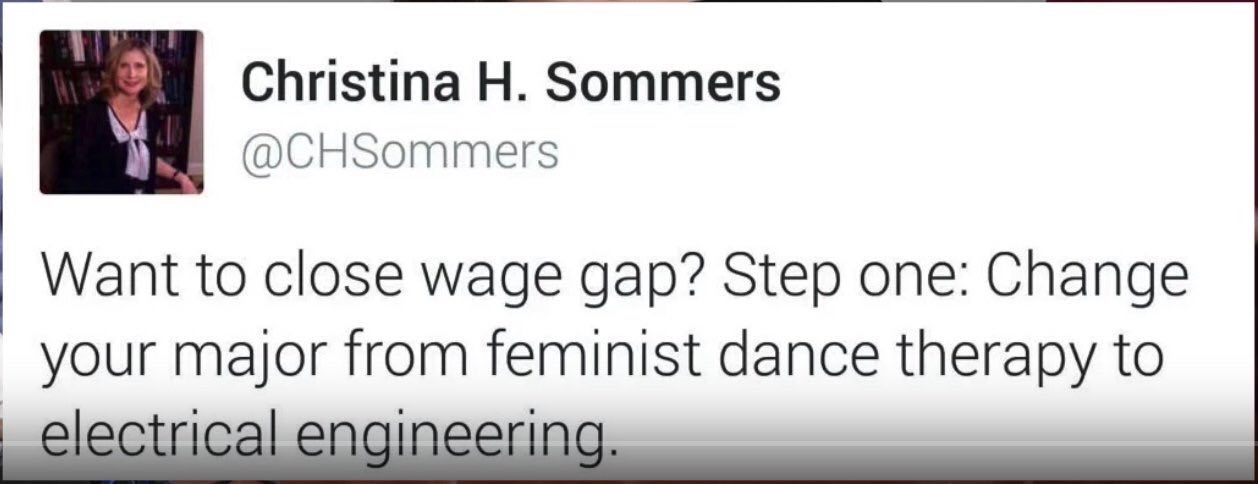 Christina H. Sommers
@CHSommers
Want to close wage gap? Step one: Change
your major from feminist dance therapy to
electrical engineering.